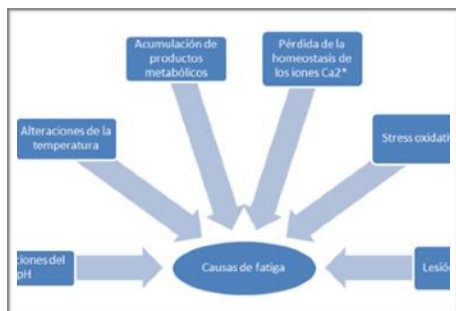 Acumulación de
productos
metabólicos
Pérdida de la
homeostasis de
los iones Ca2*
Alteraciones de la
temperatura
Stress oxidativ
ciones del
pH
Causas de fatiga
Lesió